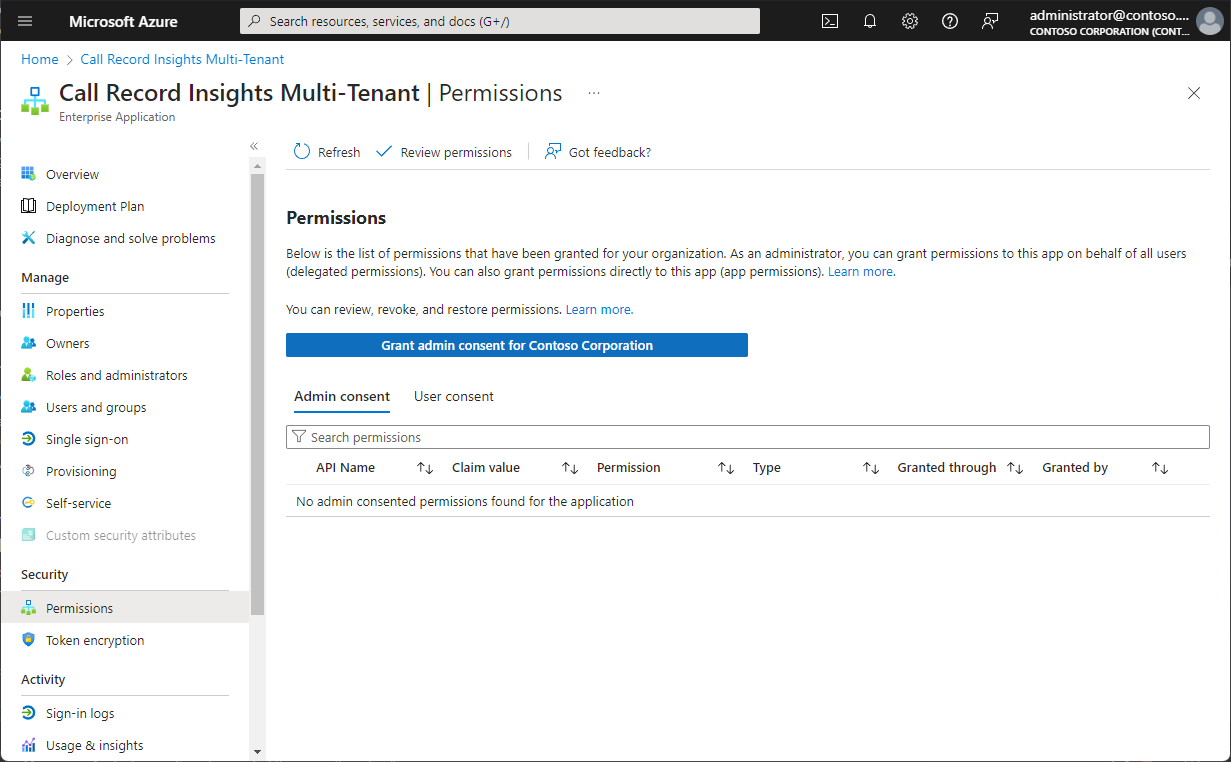 Microsoft Azure
Search resources, services, and docs (G+/)
administrator@contoso....
CONTOSO CORPORATION (CONT...
Home > Call Record Insights Multi-Tenant
Call Record Insights Multi-Tenant | Permissions ...
Enterprise Application
Refresh
Review permissions
Got feedback?
Overview
Deployment Plan
Diagnose and solve problems
Manage
Properties
Owners
Roles and administrators
Users and groups
Single sign-on
Provisioning
Self-service
Custom security attributes
Security
Permissions
Token encryption
Activity
Sign-in logs
Usage & insights
Permissions
Below is the list of permissions that have been granted for your organization. As an administrator, you can grant permissions to this app on behalf of all users
(delegated permissions). You can also grant permissions directly to this app (app permissions). Learn more.
You can review, revoke, and restore permissions. Learn more.
Grant admin consent for Contoso Corporation
Admin consent
User consent
Search permissions
API Name
Claim value
Permission
Type
Granted through
Granted by
No admin consented permissions found for the application